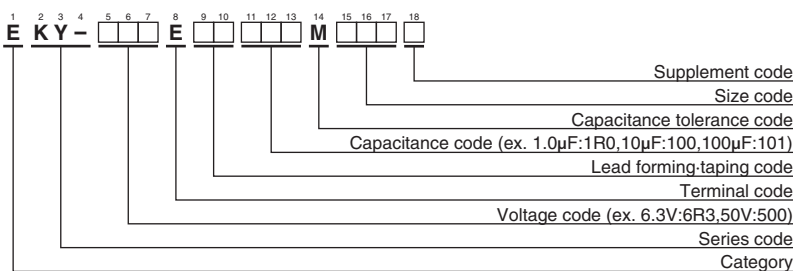 1 2 3 4 5 6 7 8 9 10 11 12 13 14 15 16 17 18
E K Y – □□□ E □□ □□□ M □□□ □
Supplement code
Size code
Capacitance tolerance code
Capacitance code (ex. 1.0μF:1R0,10μF:100,100μF:101)
Lead forming·taping code
Terminal code
Voltage code (ex. 6.3V:6R3,50V:500)
Series code
Category